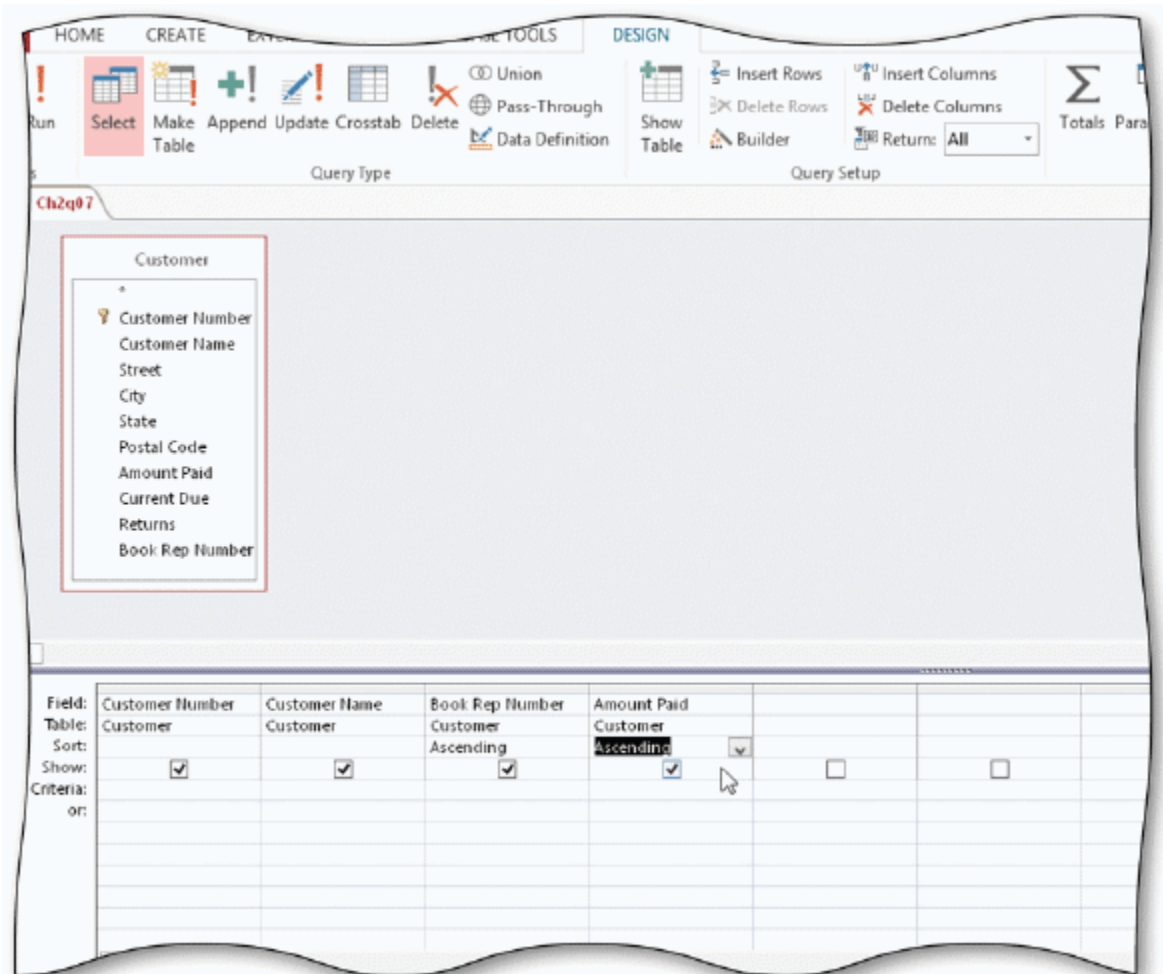 HOME CREATE TOOLS DESIGN
Run Select Make Table Append Update Crosstab Delete
Union
Pass-Through
Data Definition
Show Table
Insert Rows
Delete Rows
Builder
Insert Columns
Delete Columns
Return: All
Totals
Query Type Query Setup
Ch2q07
Customer
*
Customer Number
Customer Name
Street
City
State
Postal Code
Amount Paid
Current Due
Returns
Book Rep Number
Field: Customer Number Customer Name Book Rep Number Amount Paid
Table: Customer Customer Customer Customer
Sort: Ascending Ascending
Show:
Criteria:
or: